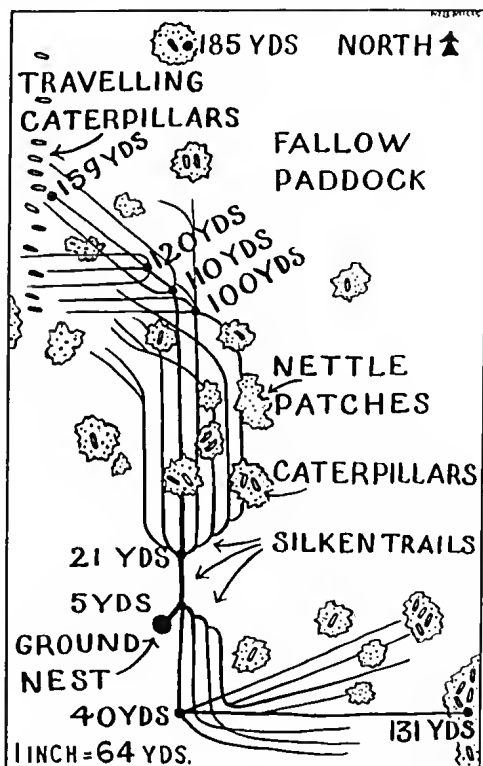 185 YDS
NORTH
TRAVELLING
CATERPILLARS
159 YDS
FALLOW
PADDOCK
120 YDS
110 YDS
100 YDS
NETTLE
PATCHES
CATERPILLARS
21 YDS
SILKEN TRAILS
5 YDS
GROUND
NEST
40 YDS
131 YDS
1 INCH = 64 YDS.